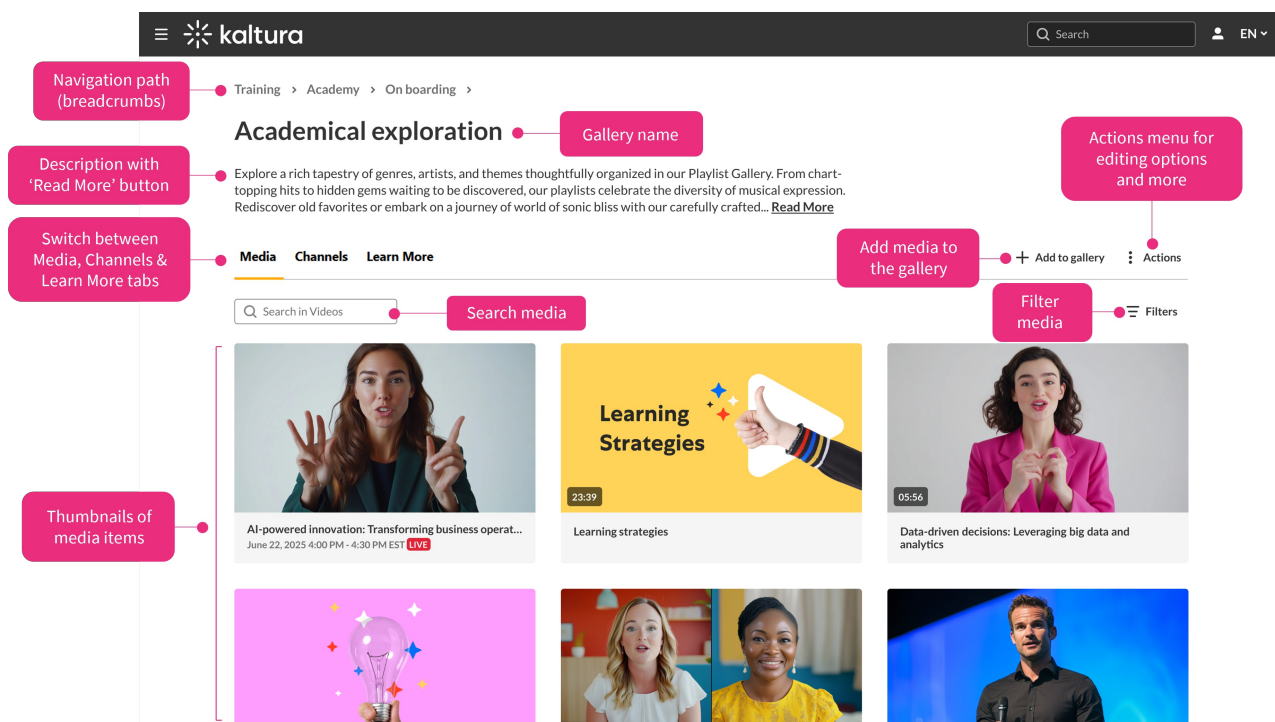 kaltura
Search
EN
Navigation path
(breadcrumbs)
Training > Academy > On boarding >
Academical exploration
Gallery name
Actions menu for
editing options
and more
Description with
‘Read More’ button
Explore a rich tapestry of genres, artists, and themes thoughtfully organized in our Playlist Gallery. From chart-
topping hits to hidden gems waiting to be discovered, our playlists celebrate the diversity of musical expression.
Rediscover old favorites or embark on a journey of world of sonic bliss with our carefully crafted... Read More
Switch between
Media, Channels &
Learn More tabs
Media Channels Learn More
Add media to
the gallery
+ Add to gallery
Actions
Search in Videos
Search media
Filter
media
Filters
Thumbnails of
media items
AI-powered innovation: Transforming business operat...
June 22, 2025 4:00 PM - 4:30 PM EST LIVE
Learning
Strategies
23:39
Learning strategies
05:56
Data-driven decisions: Leveraging big data and
analytics